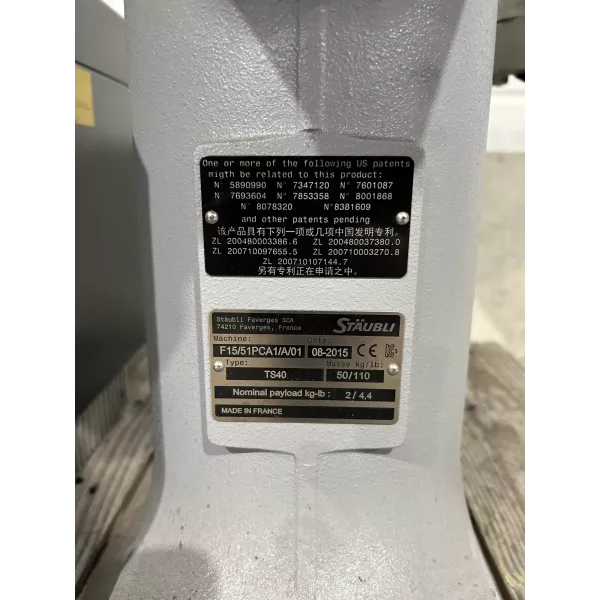 One or more of the following US patents
migth be related to this product:
N° 5890990 N° 7347120 N° 7601087
N° 7693604 N° 7853358 N° 8001868
N° 8078320 N°8381609
and other patents pending
该产品具有下列一项或几项中国发明专利。
ZL 200480003386.6 ZL 200480037380.0
ZL 200710097655.5 ZL 200710003270.8
ZL 200710107144.7
另有专利正在申请之中。
Stäubli Faverges SCA
74210 Faverges, France
STÄUBLI
Machine: Date:
F15/51PCA1/A/01 08-2015 CE
Type: Masse kg/lb:
TS40 50/110
Nominal payload kg-lb : 2 / 4.4
MADE IN FRANCE